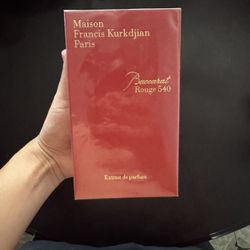 Maison
Francis Kurkdjian
Paris
Baccarat
Rouge 540
Extrait de parfum